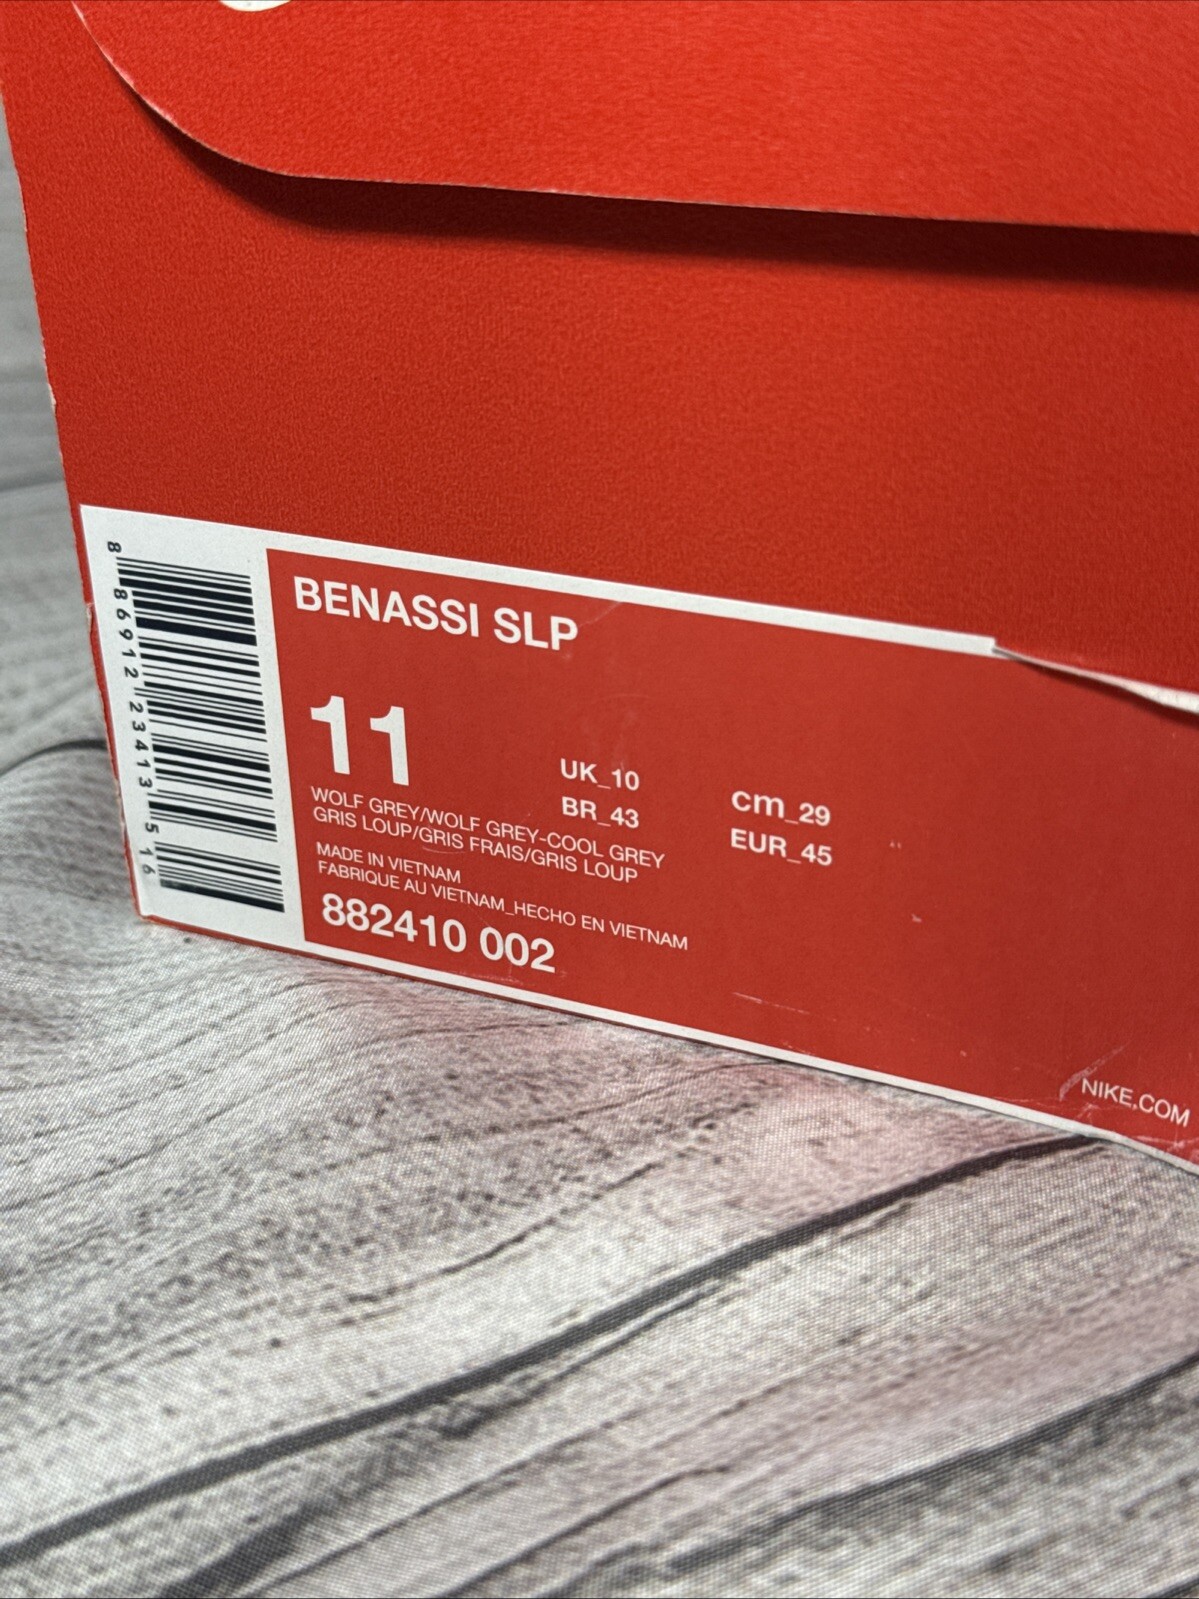 BENASSI SLP
11
UK_10
BR_43
cm_29
EUR_45
WOLF GREY/WOLF GREY-COOL GREY
GRIS LOUP/GRIS FRAIS/GRIS LOUP
MADE IN VIETNAM
FABRIQUE AU VIETNAM_HECHO EN VIETNAM
882410 002
8 86912 23413 5 16
NIKE.COM